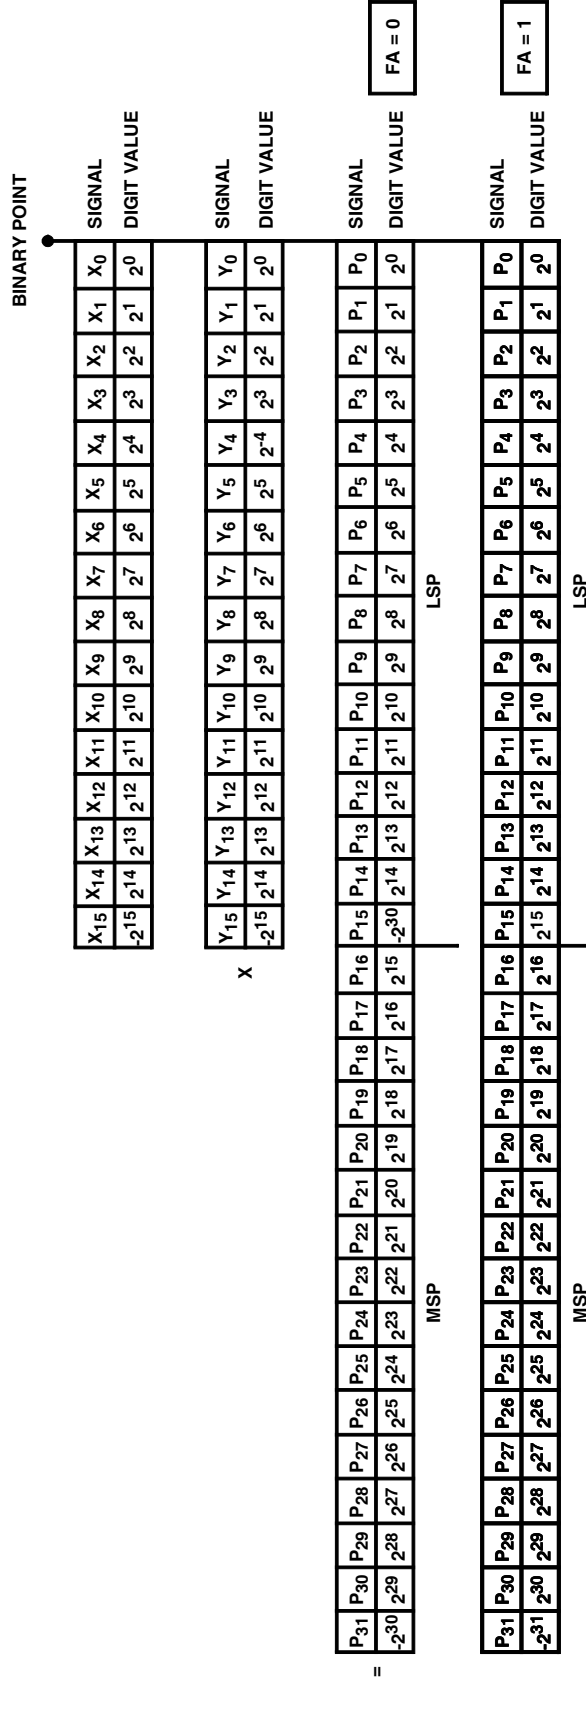 BINARY POINT
X15 X14 X13 X12 X11 X10 X9 X8 X7 X6 X5 X4 X3 X2 X1 X0 SIGNAL
-2^15 2^14 2^13 2^12 2^11 2^10 2^9 2^8 2^7 2^6 2^5 2^4 2^3 2^2 2^1 2^0 DIGIT VALUE
X
Y15 Y14 Y13 Y12 Y11 Y10 Y9 Y8 Y7 Y6 Y5 Y4 Y3 Y2 Y1 Y0 SIGNAL
-2^15 2^14 2^13 2^12 2^11 2^10 2^9 2^8 2^7 2^6 2^5 2^-4 2^3 2^2 2^1 2^0 DIGIT VALUE
=
P31 P30 P29 P28 P27 P26 P25 P24 P23 P22 P21 P20 P19 P18 P17 P16 P15 P14 P13 P12 P11 P10 P9 P8 P7 P6 P5 P4 P3 P2 P1 P0 SIGNAL
-2^30 2^29 2^28 2^27 2^26 2^25 2^24 2^23 2^22 2^21 2^20 2^19 2^18 2^17 2^16 2^15 -2^30 2^14 2^13 2^12 2^11 2^10 2^9 2^8 2^7 2^6 2^5 2^4 2^3 2^2 2^1 2^0 DIGIT VALUE
FA = 0
MSP LSP
P31 P30 P29 P28 P27 P26 P25 P24 P23 P22 P21 P20 P19 P18 P17 P16 P15 P14 P13 P12 P11 P10 P9 P8 P7 P6 P5 P4 P3 P2 P1 P0 SIGNAL
-2^31 2^30 2^29 2^28 2^27 2^26 2^25 2^24 2^23 2^22 2^21 2^20 2^19 2^18 2^17 2^16 2^15 2^14 2^13 2^12 2^11 2^10 2^9 2^8 2^7 2^6 2^5 2^4 2^3 2^2 2^1 2^0 DIGIT VALUE
FA = 1
MSP LSP